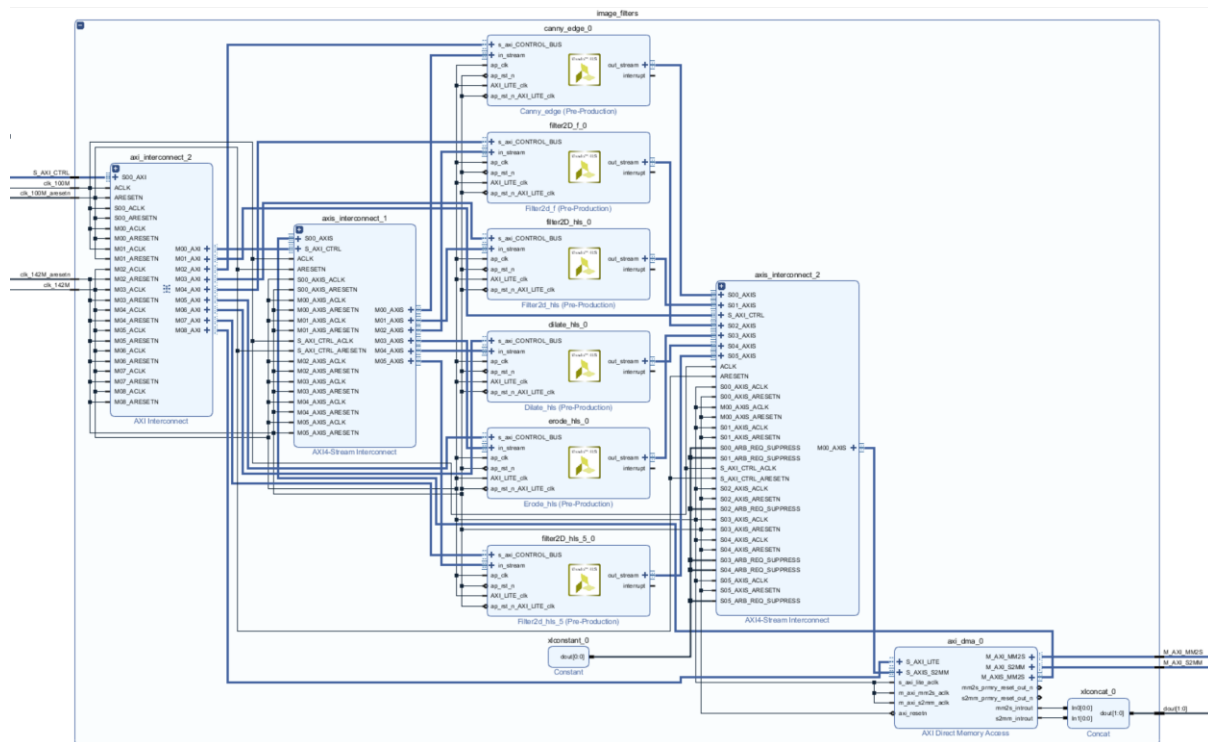 image_filters
canny_edge_0
s_axi_CONTROL_BUS
in_stream
ap_clk
ap_rst_n
AXI_LITE_clk
ap_rst_n_AXI_LITE_clk
out_stream
interrupt
Canny_edge (Pre-Production)
filter2D_f_0
s_axi_CONTROL_BUS
in_stream
ap_clk
ap_rst_n
AXI_LITE_clk
ap_rst_n_AXI_LITE_clk
out_stream
interrupt
Filter2d_f (Pre-Production)
filter2D_hls_0
s_axi_CONTROL_BUS
in_stream
ap_clk
ap_rst_n
AXI_LITE_clk
ap_rst_n_AXI_LITE_clk
out_stream
interrupt
Filter2d_hls (Pre-Production)
dilate_hls_0
s_axi_CONTROL_BUS
in_stream
ap_clk
ap_rst_n
AXI_LITE_clk
ap_rst_n_AXI_LITE_clk
out_stream
interrupt
Dilate_hls (Pre-Production)
erode_hls_0
s_axi_CONTROL_BUS
in_stream
ap_clk
ap_rst_n
AXI_LITE_clk
ap_rst_n_AXI_LITE_clk
out_stream
interrupt
Erode_hls (Pre-Production)
filter2D_hls_5_0
s_axi_CONTROL_BUS
in_stream
ap_clk
ap_rst_n
AXI_LITE_clk
ap_rst_n_AXI_LITE_clk
out_stream
interrupt
Filter2d_hls_5 (Pre-Production)
S_AXI_CTRL
clk_100M
clk_100M_aresetn
clk_142M_aresetn
clk_142M
axi_interconnect_2
S00_AXI
ACLK
ARESETN
S00_ACLK
S00_ARESETN
M00_ACLK
M00_ARESETN
M01_ACLK
M01_ARESETN
M02_ACLK
M02_ARESETN
M03_ACLK
M03_ARESETN
M04_ACLK
M04_ARESETN
M05_ACLK
M05_ARESETN
M06_ACLK
M06_ARESETN
M07_ACLK
M07_ARESETN
M08_ACLK
M08_ARESETN
M00_AXI
M01_AXI
M02_AXI
M03_AXI
M04_AXI
M05_AXI
M06_AXI
M07_AXI
M08_AXI
AXI Interconnect
axis_interconnect_1
S00_AXIS
S_AXI_CTRL
ACLK
ARESETN
S00_AXIS_ACLK
S00_AXIS_ARESETN
M00_AXIS_ACLK
M00_AXIS_ARESETN
M01_AXIS_ACLK
M01_AXIS_ARESETN
S_AXI_CTRL_ACLK
S_AXI_CTRL_ARESETN
M02_AXIS_ACLK
M02_AXIS_ARESETN
M03_AXIS_ACLK
M03_AXIS_ARESETN
M04_AXIS_ACLK
M04_AXIS_ARESETN
M05_AXIS_ACLK
M05_AXIS_ARESETN
M00_AXIS
M01_AXIS
M02_AXIS
M03_AXIS
M04_AXIS
M05_AXIS
AXI4-Stream Interconnect
axis_interconnect_2
S00_AXIS
S01_AXIS
S_AXI_CTRL
S02_AXIS
S03_AXIS
S04_AXIS
S05_AXIS
ACLK
ARESETN
S00_AXIS_ACLK
S00_AXIS_ARESETN
M00_AXIS_ACLK
M00_AXIS_ARESETN
S01_AXIS_ACLK
S01_AXIS_ARESETN
S00_ARB_REQ_SUPPRESS
S01_ARB_REQ_SUPPRESS
S_AXI_CTRL_ACLK
S_AXI_CTRL_ARESETN
S02_AXIS_ACLK
S02_AXIS_ARESETN
S02_ARB_REQ_SUPPRESS
S03_AXIS_ACLK
S03_AXIS_ARESETN
S04_AXIS_ACLK
S04_AXIS_ARESETN
S03_ARB_REQ_SUPPRESS
S04_ARB_REQ_SUPPRESS
S05_AXIS_ACLK
S05_AXIS_ARESETN
S05_ARB_REQ_SUPPRESS
M00_AXIS
AXI4-Stream Interconnect
xlconstant_0
dout[0:0]
Constant
axi_dma_0
S_AXI_LITE
S_AXIS_S2MM
s_axi_lite_aclk
m_axi_mm2s_aclk
m_axi_s2mm_aclk
axi_resetn
M_AXI_MM2S
M_AXI_S2MM
M_AXIS_MM2S
mm2s_prmry_reset_out_n
s2mm_prmry_reset_out_n
mm2s_introut
s2mm_introut
AXI Direct Memory Access
xlconcat_0
In0[0:0]
In1[0:0]
dout[1:0]
Concat
M_AXI_MM2S
M_AXI_S2MM
dout[1:0]